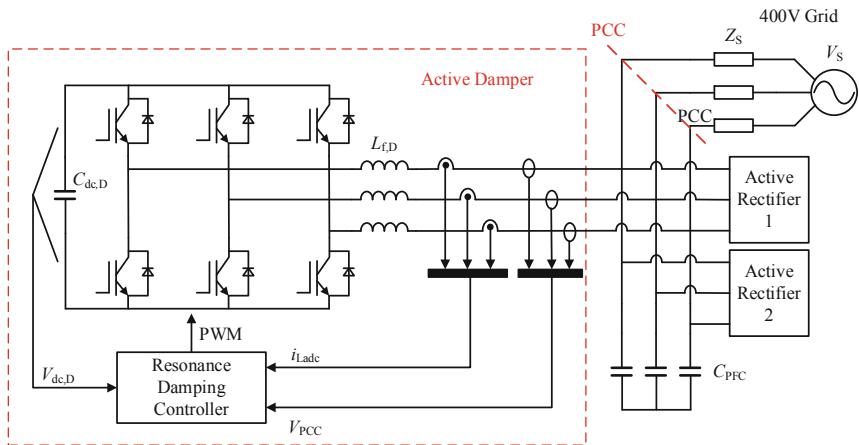 400V Grid
PCC
Z_S
V_S
Active Damper
PCC
L_f,D
C_dc,D
Active
Rectifier
1
Active
Rectifier
2
PWM
i_Ladc
Resonance
Damping
Controller
V_dc,D
C_PFC
V_PCC